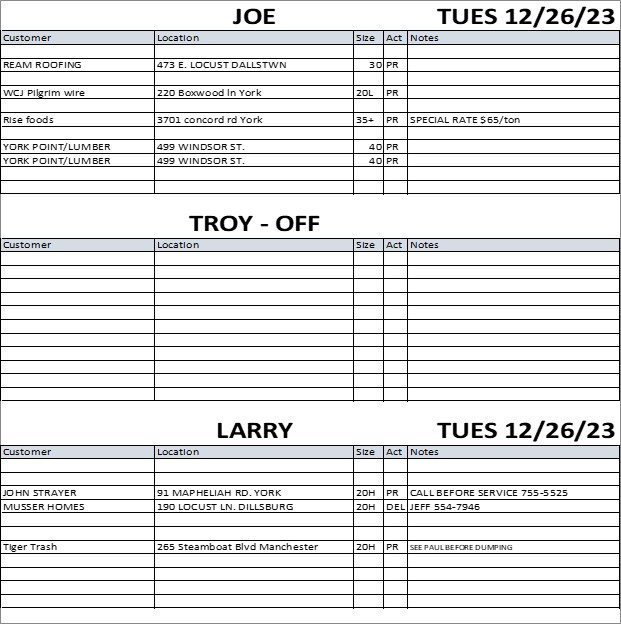 JOE TUES 12/26/23
Customer Location Size Act Notes
REAM ROOFING 473 E. LOCUST DALLSTWN 30 PR
WCJ Pilgrim wire 220 Boxwood ln York 20L PR
Rise foods 3701 concord rd York 35+ PR SPECIAL RATE $65/ton
YORK POINT/LUMBER 499 WINDSOR ST. 40 PR
YORK POINT/LUMBER 499 WINDSOR ST. 40 PR
TROY - OFF
Customer Location Size Act Notes
LARRY TUES 12/26/23
Customer Location Size Act Notes
JOHN STRAYER 91 MAPHELIAH RD. YORK 20H PR CALL BEFORE SERVICE 755-5525
MUSSER HOMES 190 LOCUST LN. DILLSBURG 20H DEL JEFF 554-7946
Tiger Trash 265 Steamboat Blvd Manchester 20H PR SEE PAUL BEFORE DUMPING